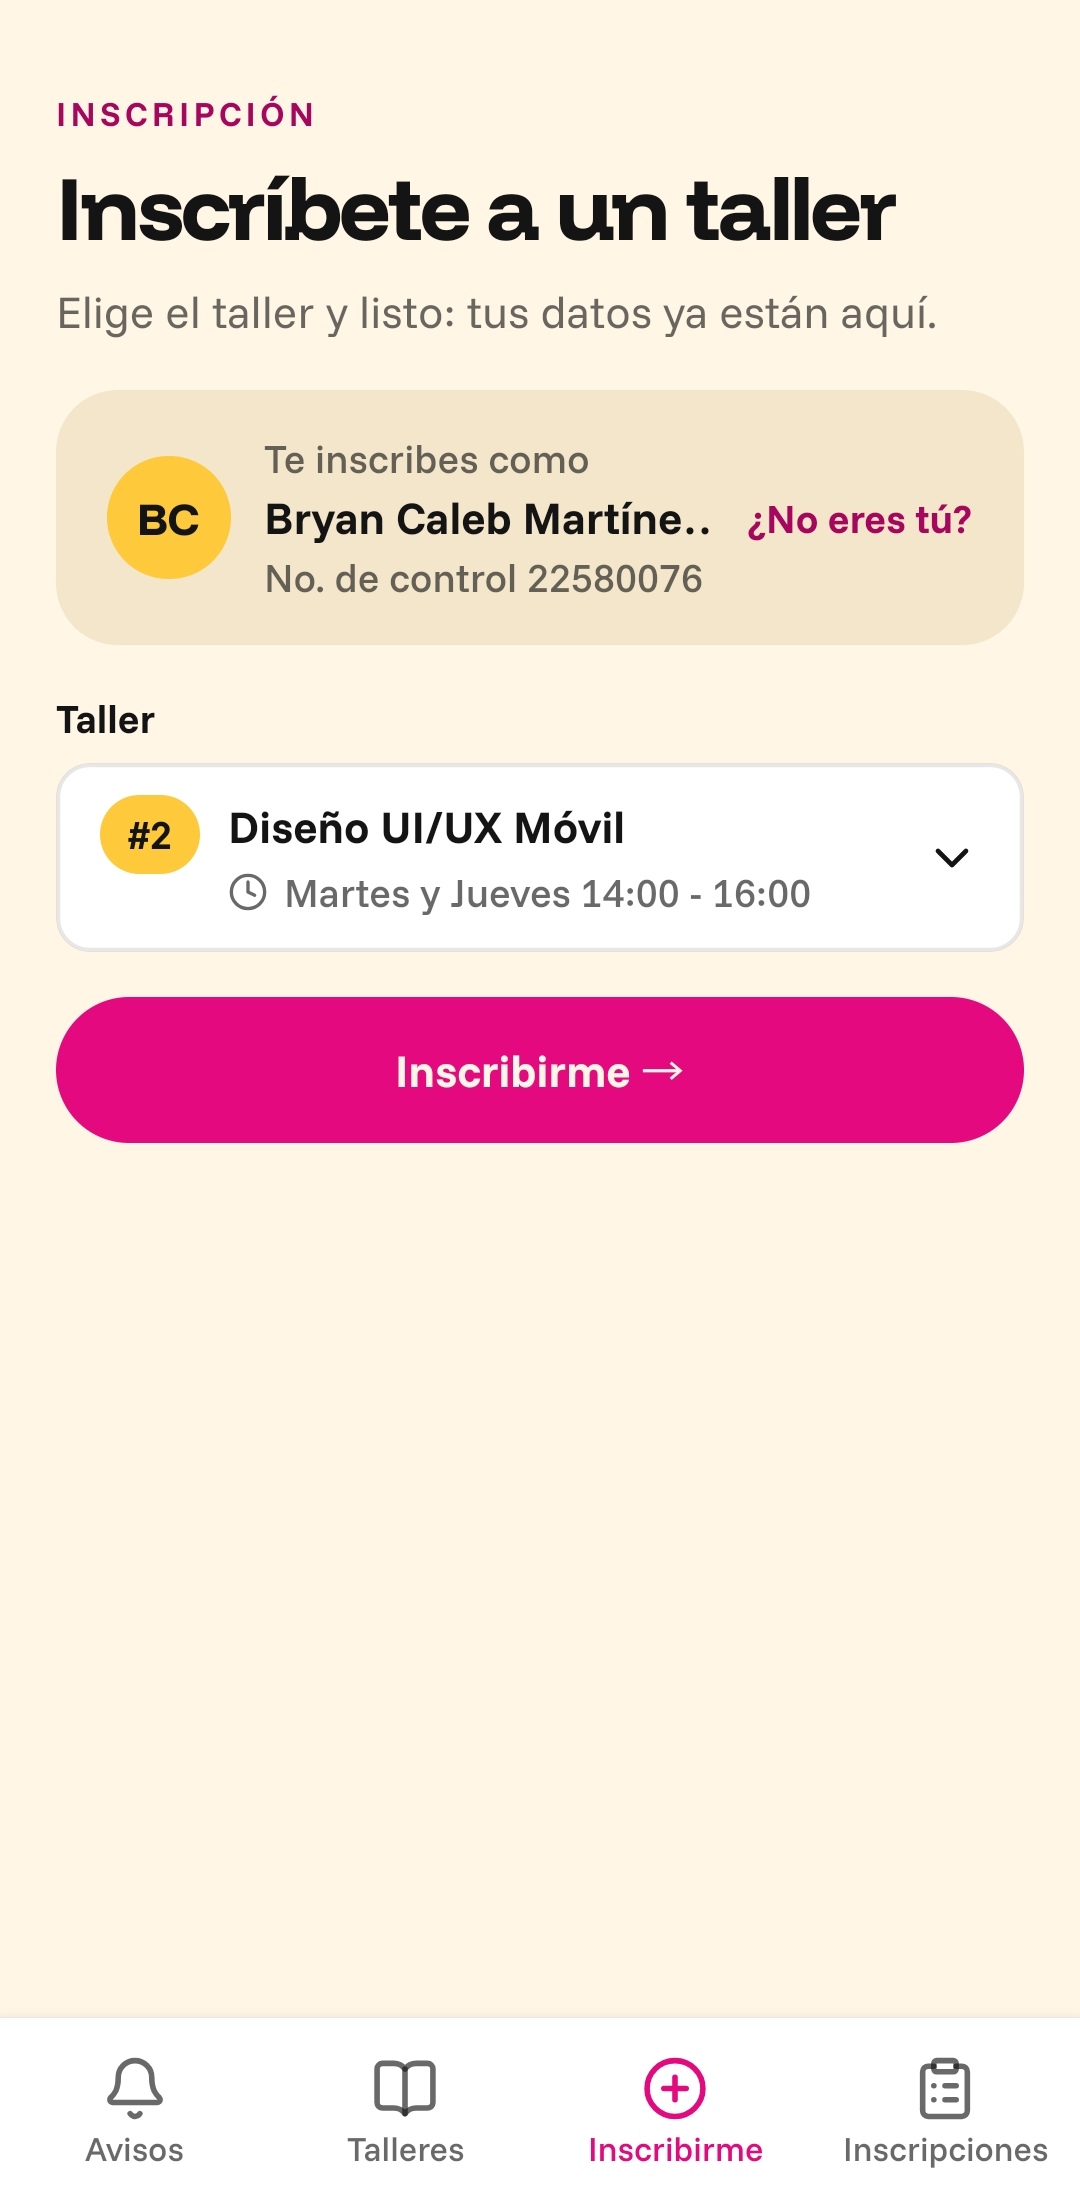 INSCRIPCIÓN
Inscríbete a un taller
Elige el taller y listo: tus datos ya están aquí.
BC
Te inscribes como
Bryan Caleb Martíne..
¿No eres tú?
No. de control 22580076
Taller
#2
Diseño UI/UX Móvil
Martes y Jueves 14:00 - 16:00
Inscribirme →
Avisos
Talleres
Inscribirme
Inscripciones